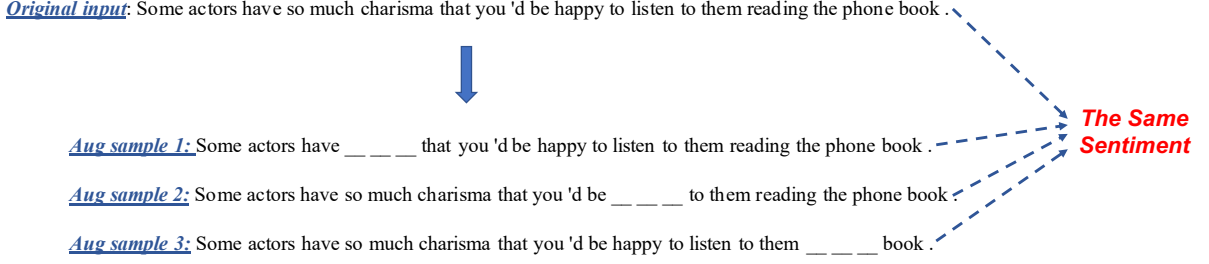 Original input: Some actors have so much charisma that you 'd be happy to listen to them reading the phone book .
The Same
Sentiment
Aug sample 1: Some actors have __ __ __ that you 'd be happy to listen to them reading the phone book .
Aug sample 2: Some actors have so much charisma that you 'd be __ __ __ to them reading the phone book .
Aug sample 3: Some actors have so much charisma that you 'd be happy to listen to them __ __ __ book .